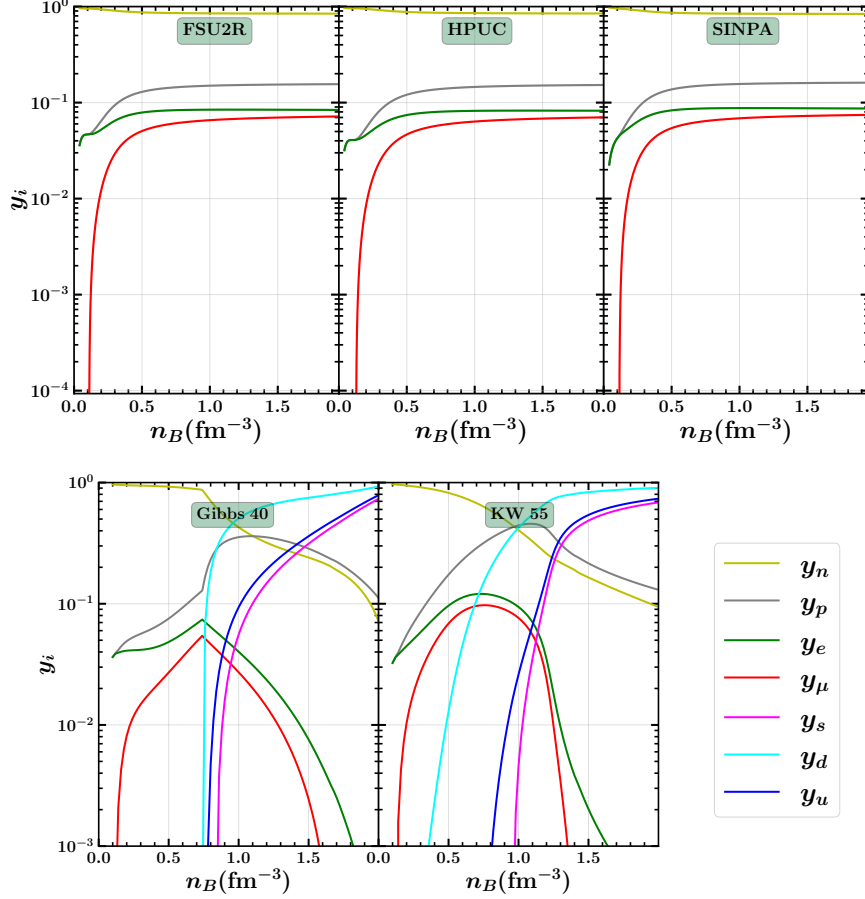 FSU2R HPUC SINPA
10⁰
10⁻¹
10⁻²
10⁻³
10⁻⁴
y_i
0.0 0.5 1.0 1.5 0.0 0.5 1.0 1.5 0.0 0.5 1.0 1.5
n_B(fm⁻³) n_B(fm⁻³) n_B(fm⁻³)
Gibbs 40 KW 55
10⁰
10⁻¹
10⁻²
10⁻³
y_i
0.0 0.5 1.0 1.5 0.0 0.5 1.0 1.5
n_B(fm⁻³) n_B(fm⁻³)
y_n
y_p
y_e
y_μ
y_s
y_d
y_u